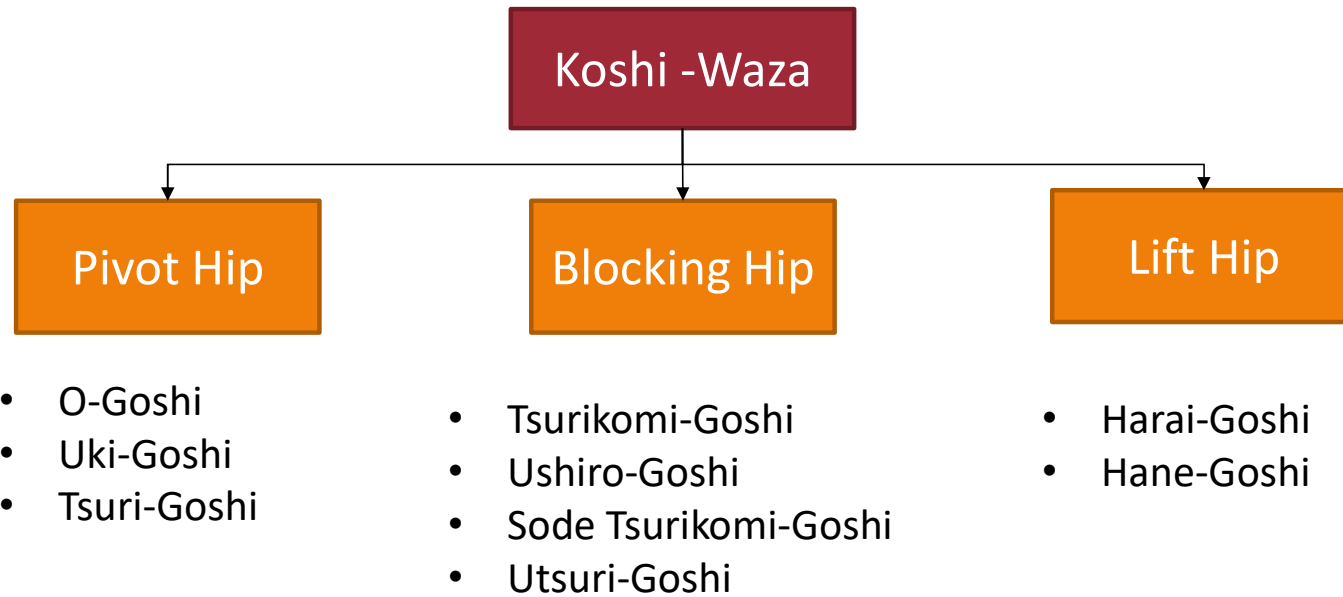 Koshi -Waza
Pivot Hip
Blocking Hip
Lift Hip
• O-Goshi
• Uki-Goshi
• Tsuri-Goshi
• Tsurikomi-Goshi
• Ushiro-Goshi
• Sode Tsurikomi-Goshi
• Utsuri-Goshi
• Harai-Goshi
• Hane-Goshi